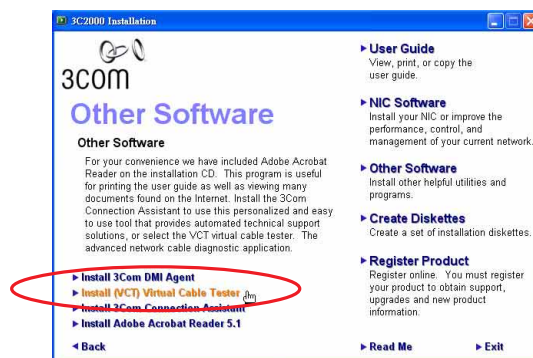 3C2000 Installation
3COM
Other Software
Other Software
For your convenience we have included Adobe Acrobat
Reader on the installation CD. This program is useful
for printing the user guide as well as viewing many
documents found on the Internet. Install the 3Com
Connection Assistant to use this personalized and easy
to use tool that provides automated technical support
solutions, or select the VCT virtual cable tester. The
advanced network cable diagnostic application.
Install 3Com DMI Agent
Install (VCT) Virtual Cable Tester
Install 3Com Connection Assistant
Install Adobe Acrobat Reader 5.1
Back
User Guide
View, print, or copy the
user guide.
NIC Software
Install your NIC or improve the
performance, control, and
management of your current network.
Other Software
Install other helpful utilities and
programs.
Create Diskettes
Create a set of installation diskettes.
Register Product
Register online. You must register
your product to obtain support,
upgrades and new product
information.
Read Me
Exit